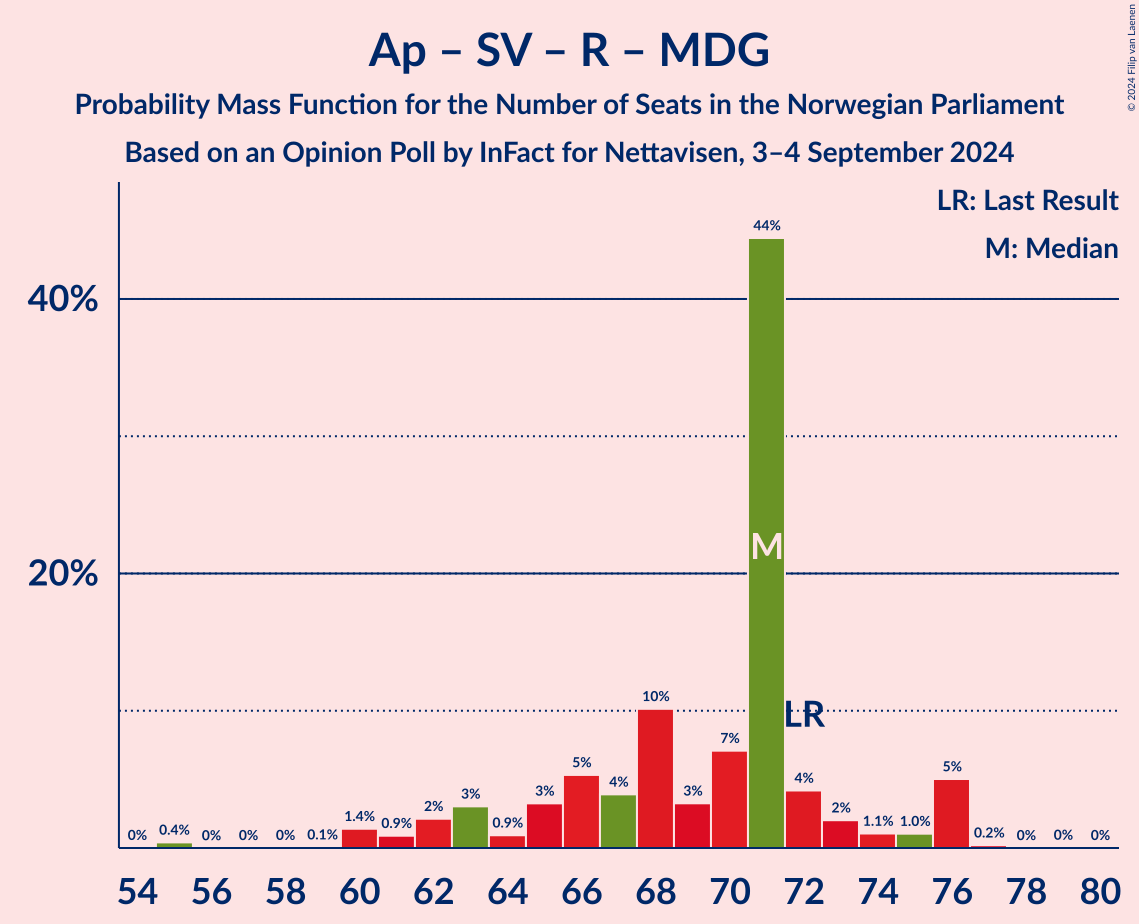 Ap – SV – R – MDG
Probability Mass Function for the Number of Seats in the Norwegian Parliament
Based on an Opinion Poll by InFact for Nettavisen, 3–4 September 2024
© 2024 Filip van Laenen
LR: Last Result
M: Median
40%
20%
0% 0.4% 0% 0% 0% 0.1% 1.4% 0.9% 2% 3% 0.9% 3% 5% 4% 10% 3% 7% 44% 4% 2% 1.1% 1.0% 5% 0.2% 0% 0% 0%
M
LR
54 56 58 60 62 64 66 68 70 72 74 76 78 80